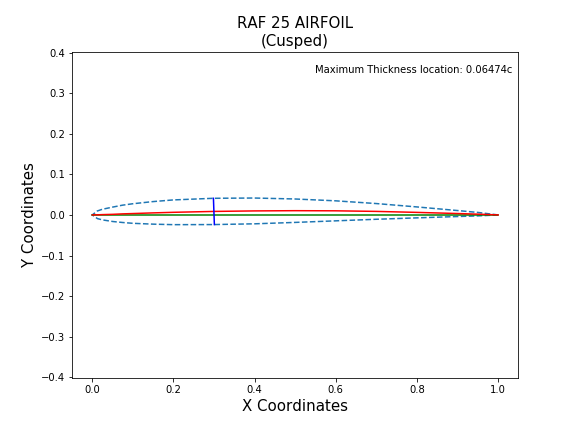 RAF 25 AIRFOIL
(Cusped)
Maximum Thickness location: 0.06474c
Y Coordinates
0.4
0.3
0.2
0.1
0.0
−0.1
−0.2
−0.3
−0.4
0.0 0.2 0.4 0.6 0.8 1.0
X Coordinates